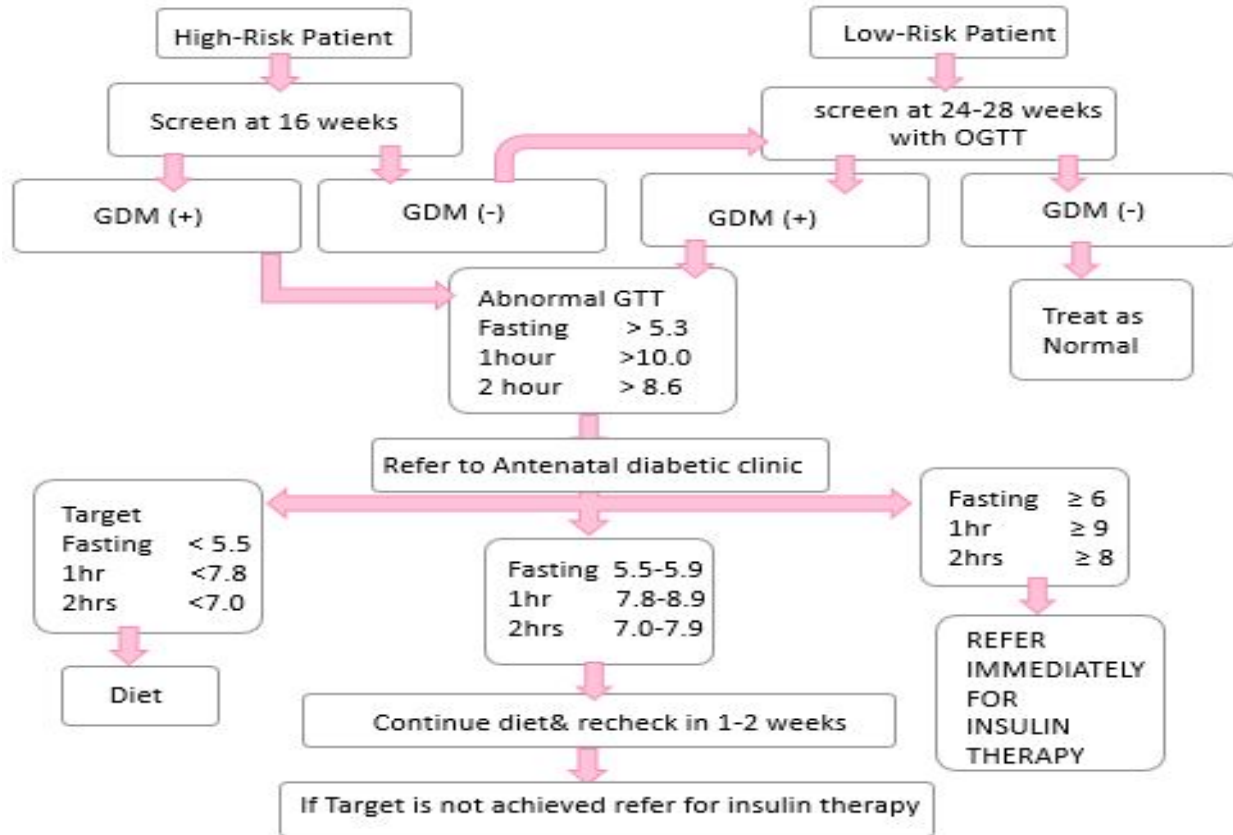 High-Risk Patient
Low-Risk Patient
Screen at 16 weeks
screen at 24-28 weeks
with OGTT
GDM (+)
GDM (-)
GDM (+)
GDM (-)
Abnormal GTT
Fasting > 5.3
1hour >10.0
2 hour > 8.6
Treat as
Normal
Refer to Antenatal diabetic clinic
Target
Fasting < 5.5
1hr <7.8
2hrs <7.0
Fasting 5.5-5.9
1hr 7.8-8.9
2hrs 7.0-7.9
Fasting ≥ 6
1hr ≥ 9
2hrs ≥ 8
Diet
REFER
IMMEDIATELY
FOR
INSULIN
THERAPY
Continue diet& recheck in 1-2 weeks
If Target is not achieved refer for insulin therapy